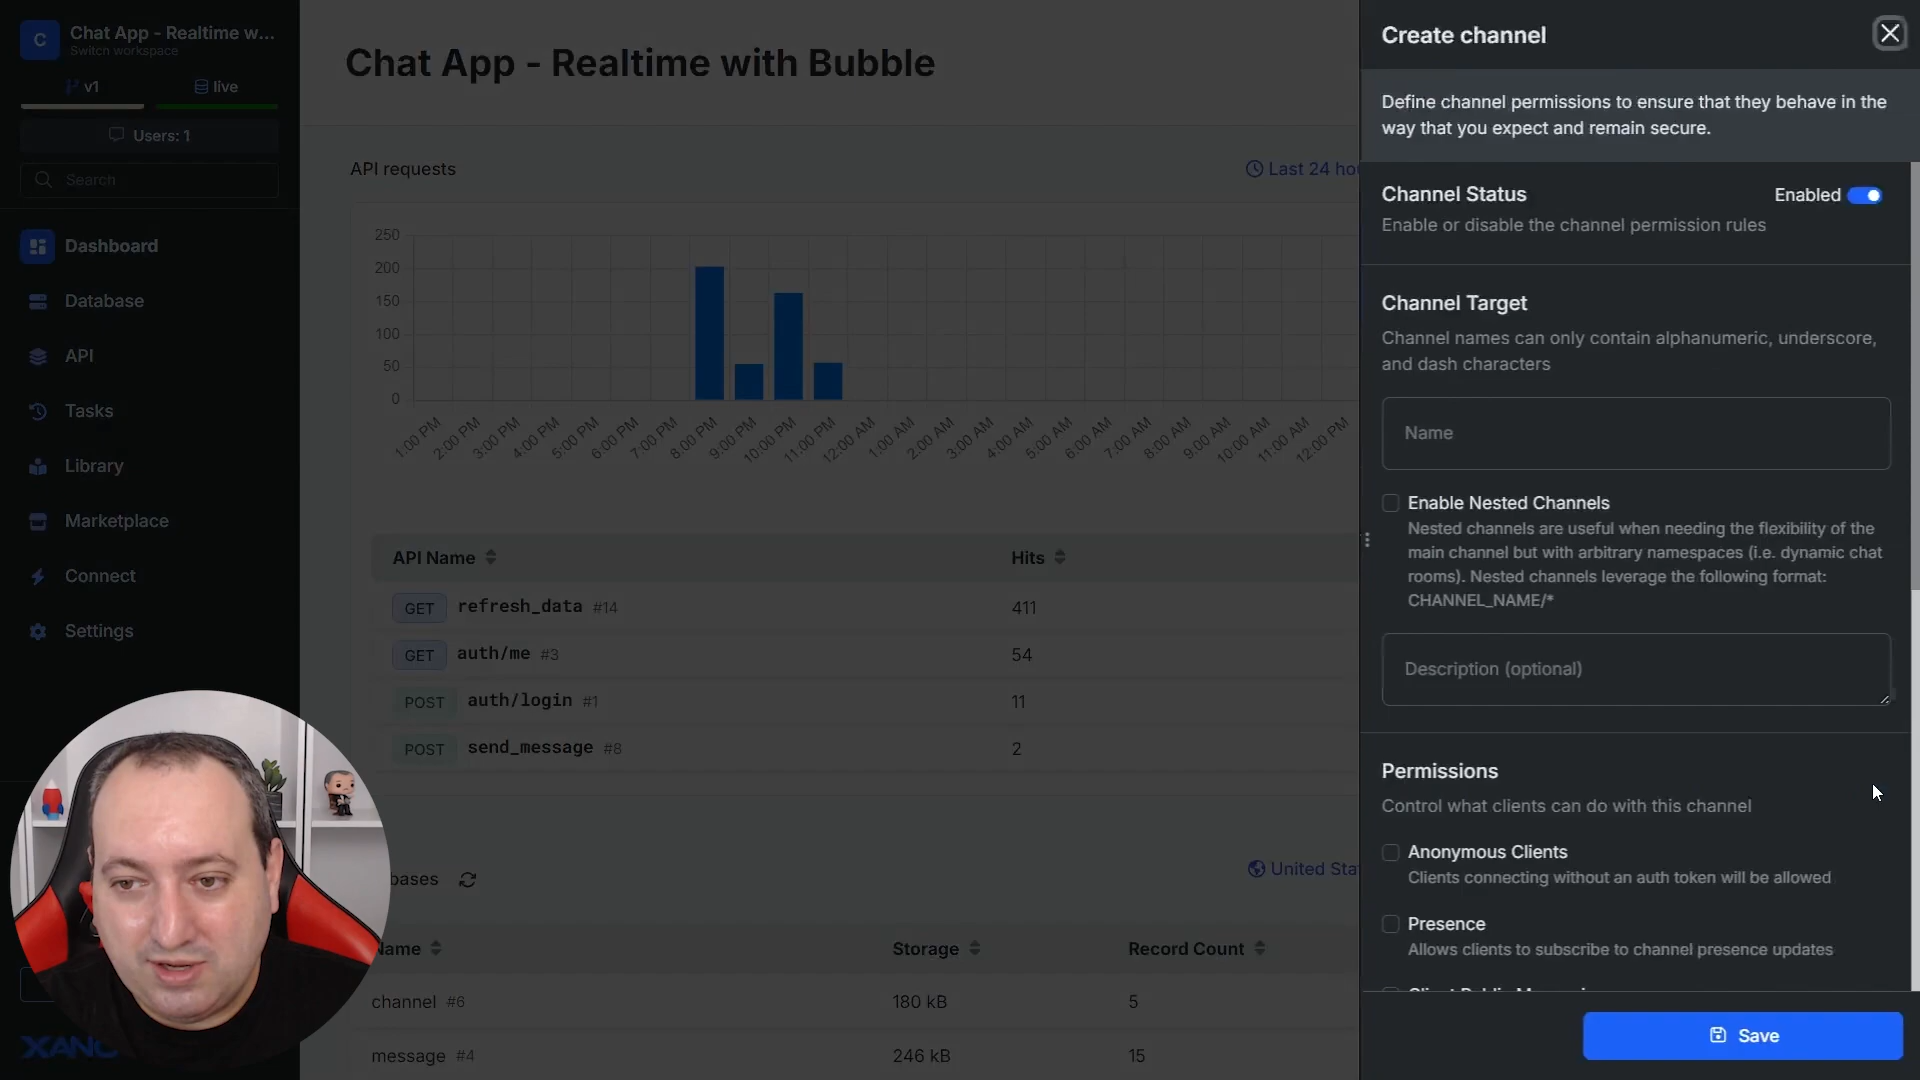 C
Chat App - Realtime w...
Switch workspace
v1
live
Users: 1
Search
Dashboard
Database
API
Tasks
Library
Marketplace
Connect
Settings
Chat App - Realtime with Bubble
API requests
Last 24 ho
250
200
150
100
50
0
1:00 PM
2:00 PM
3:00 PM
4:00 PM
5:00 PM
6:00 PM
7:00 PM
8:00 PM
9:00 PM
10:00 PM
11:00 PM
12:00 AM
1:00 AM
2:00 AM
3:00 AM
4:00 AM
5:00 AM
6:00 AM
7:00 AM
8:00 AM
9:00 AM
10:00 AM
11:00 AM
12:00 PM
API Name Hits
GET refresh_data #14 411
GET auth/me #3 54
POST auth/login #1 11
POST send_message #8 2
bases
United Sta
Name Storage Record Count
channel #6 180 kB 5
message #4 246 kB 15
XANO
Create channel
Define channel permissions to ensure that they behave in the
way that you expect and remain secure.
Channel Status Enabled
Enable or disable the channel permission rules
Channel Target
Channel names can only contain alphanumeric, underscore,
and dash characters
Name
Enable Nested Channels
Nested channels are useful when needing the flexibility of the
main channel but with arbitrary namespaces (i.e. dynamic chat
rooms). Nested channels leverage the following format:
CHANNEL_NAME/*
Description (optional)
Permissions
Control what clients can do with this channel
Anonymous Clients
Clients connecting without an auth token will be allowed
Presence
Allows clients to subscribe to channel presence updates
Save